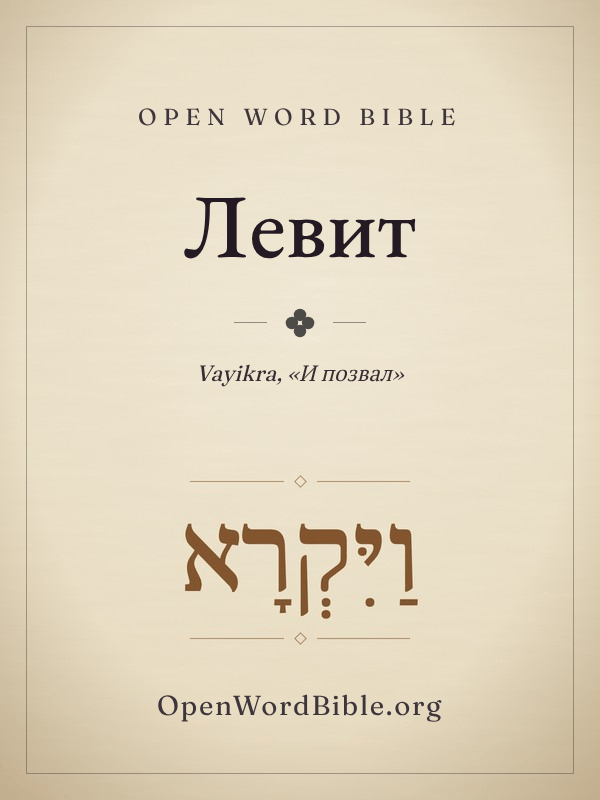 OPEN WORD BIBLE
Левит
Vayikra, «И позвал»
וַיִּקְרָא
OpenWordBible.org